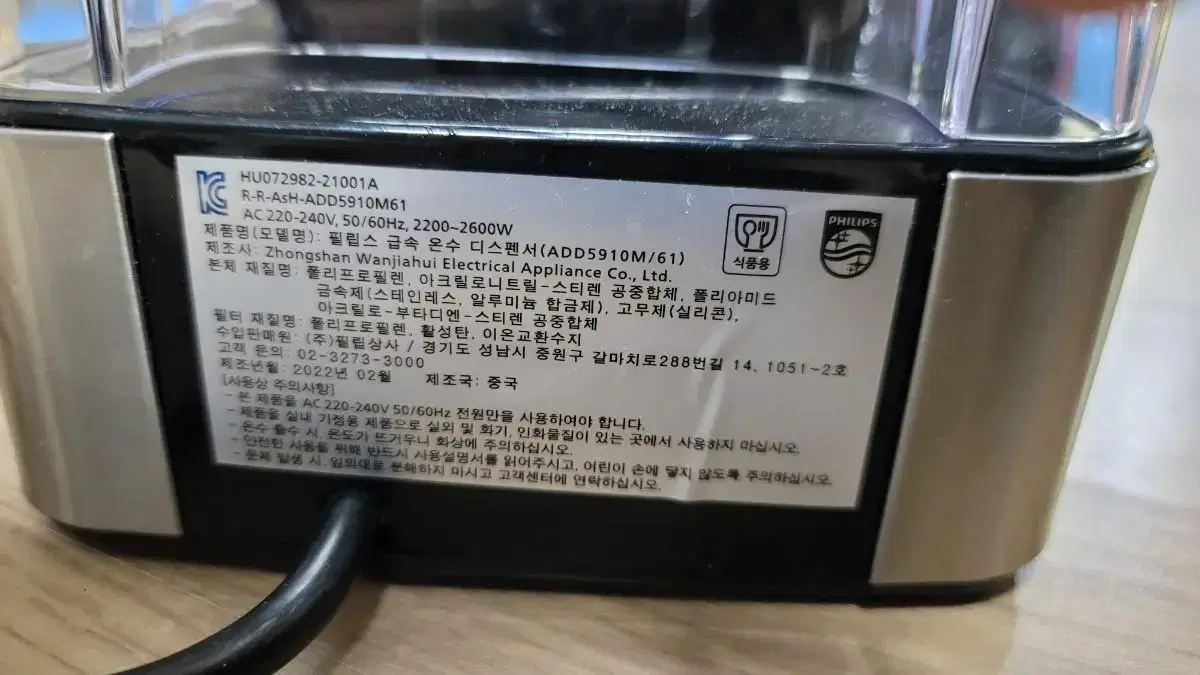 HU072982-21001A
R-R-AsH-ADD5910M61
AC 220-240V, 50/60Hz, 2200~2600W
제품명(모델명): 필립스 급속 온수 디스펜서(ADD5910M/61)
제조사: Zhongshan Wanjiahui Electrical Appliance Co., Ltd.
본체 재질명: 폴리프로필렌, 아크릴로니트릴-스티렌 공중합체, 폴리아미드
금속제(스테인레스, 알루미늄 합금제), 고무제(실리콘),
아크릴로-부타디엔-스티렌 공중합체
필터 재질명: 폴리프로필렌, 활성탄, 이온교환수지
수입판매원: (주)필립상사 / 경기도 성남시 중원구 갈마치로288번길 14, 1051~2호
고객 문의: 02-3273-3000
제조년월: 2022년 02월 제조국: 중국
[사용상 주의사항]
- 본 제품을 AC 220-240V 50/60Hz 전원만을 사용하여야 합니다.
- 제품을 실내 가정용 제품으로 실외 및 화기, 인화물질이 있는 곳에서 사용하지 마십시오.
- 온수 출수 시, 온도가 뜨거우니 화상에 주의하십시오.
- 안전한 사용을 위해 반드시 사용설명서를 읽어주시고, 어린이 손에 닿지 않도록 주의하십시오.
- 문제 발생 시, 임의대로 분해하지 마시고 고객센터에 연락하십시오.
식품용
PHILIPS